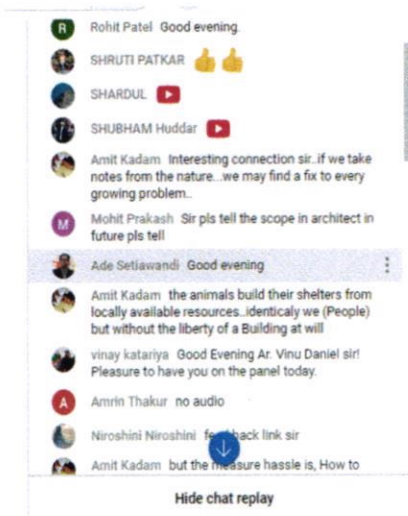 R Rohit Patel Good evening.
SHRUTI PATKAR 👍👍
SHARDUL
SHUBHAM Huddar
Amit Kadam Interesting connection sir..if we take
notes from the nature...we may find a fix to every
growing problem..
M Mohit Prakash Sir pls tell the scope in architect in
future pls tell
Ade Setiawandi Good evening
Amit Kadam the animals build their shelters from
locally available resources..identicaly we (People)
but without the liberty of a Building at will
vinay katariya Good Evening Ar. Vinu Daniel sir!
Pleasure to have you on the panel today.
A Amrin Thakur no audio
Niroshini Niroshini back link sir
Amit Kadam but the measure hassle is, How to
Hide chat replay